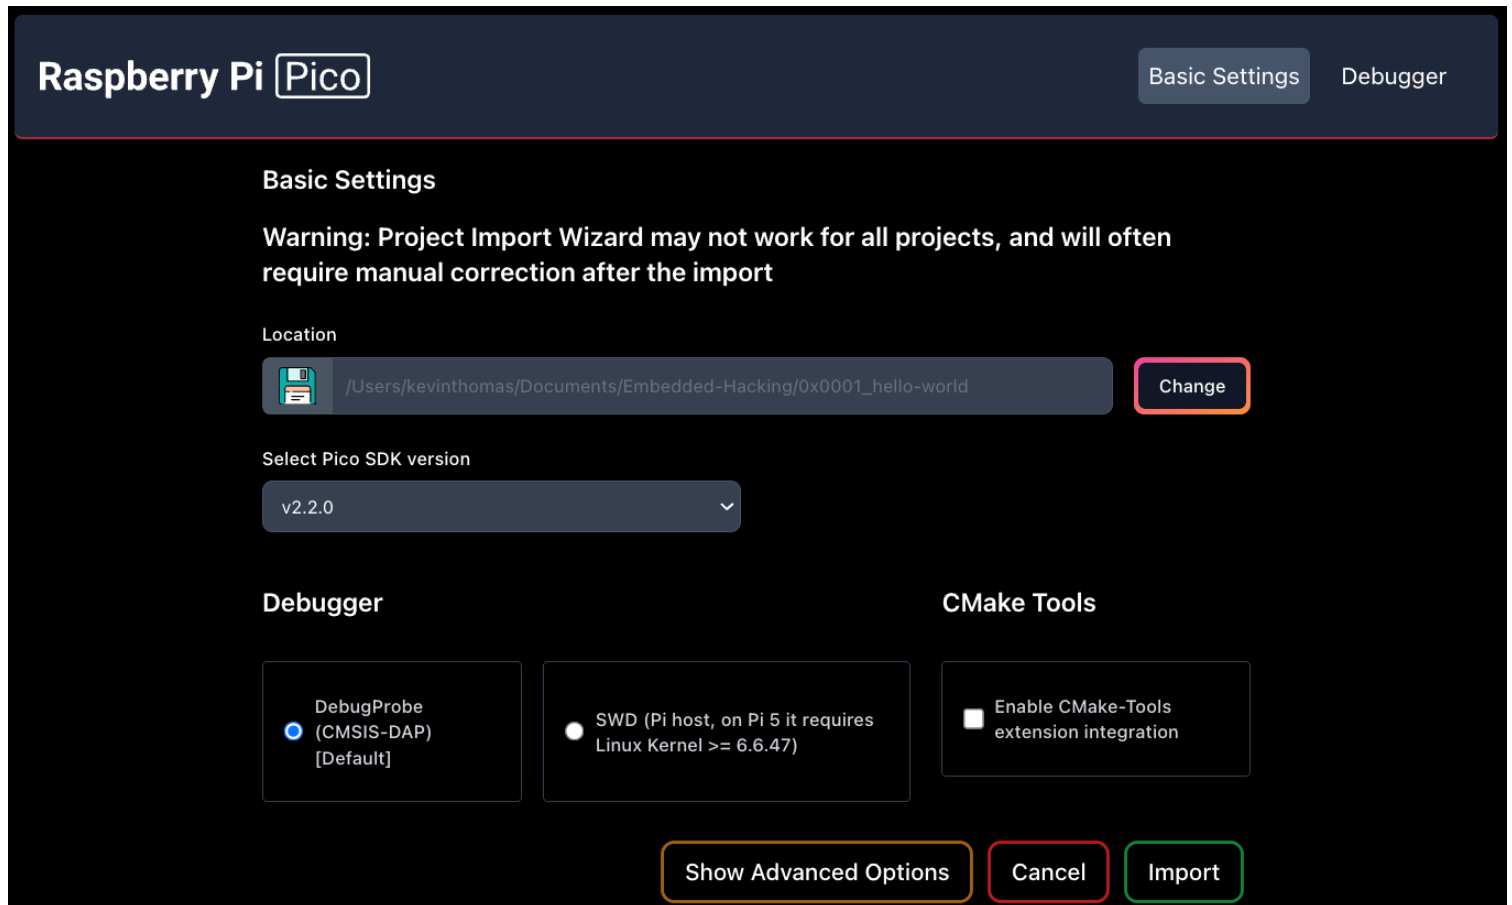 Raspberry Pi Pico
Basic Settings
Debugger
Basic Settings
Warning: Project Import Wizard may not work for all projects, and will often
require manual correction after the import
Location
/Users/kevinthomas/Documents/Embedded-Hacking/0x0001_hello-world
Change
Select Pico SDK version
v2.2.0
Debugger
CMake Tools
DebugProbe
(CMSIS-DAP)
[Default]
SWD (Pi host, on Pi 5 it requires
Linux Kernel >= 6.6.47)
Enable CMake-Tools
extension integration
Show Advanced Options
Cancel
Import